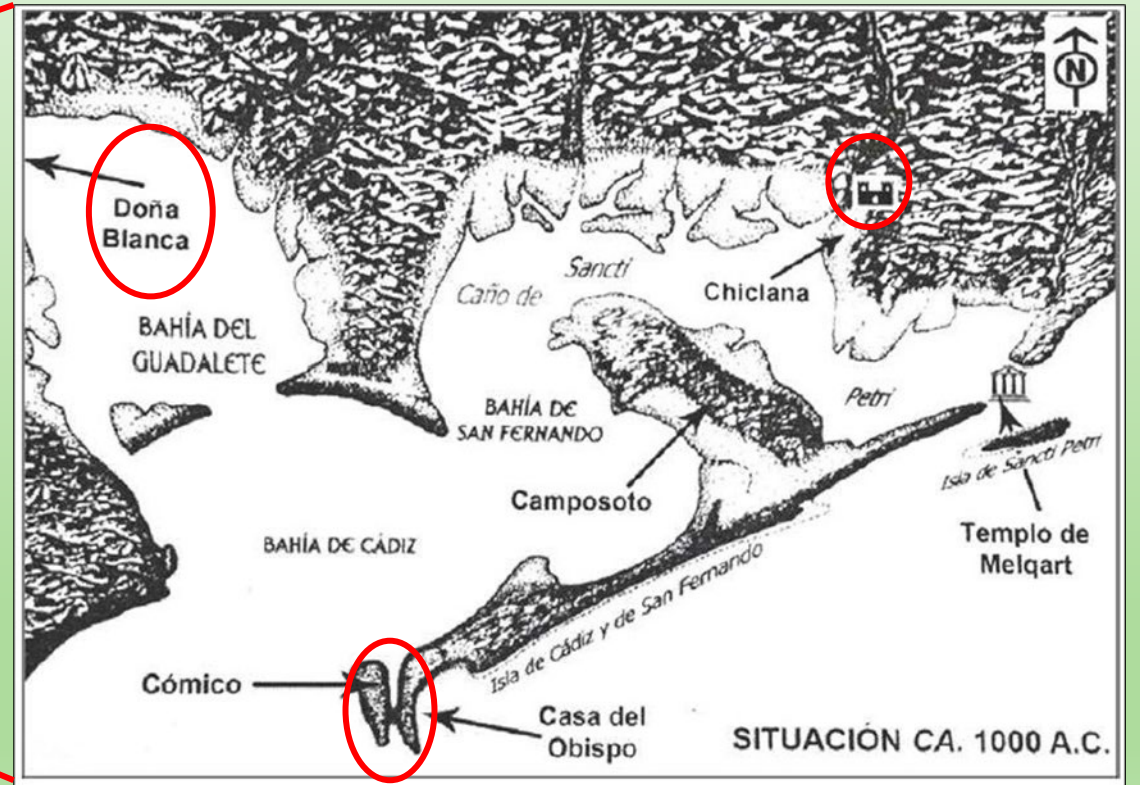 N
Doña
Blanca
Sancti
Caño de
Chiclana
BAHÍA DEL
GUADALETE
Petri
BAHÍA DE
SAN FERNANDO
Isla de Sancti Petri
Camposoto
Templo de
Melqart
BAHÍA DE CÁDIZ
Isla de Cádiz y de San Fernando
Cómico
Casa del
Obispo
SITUACIÓN CA. 1000 A.C.